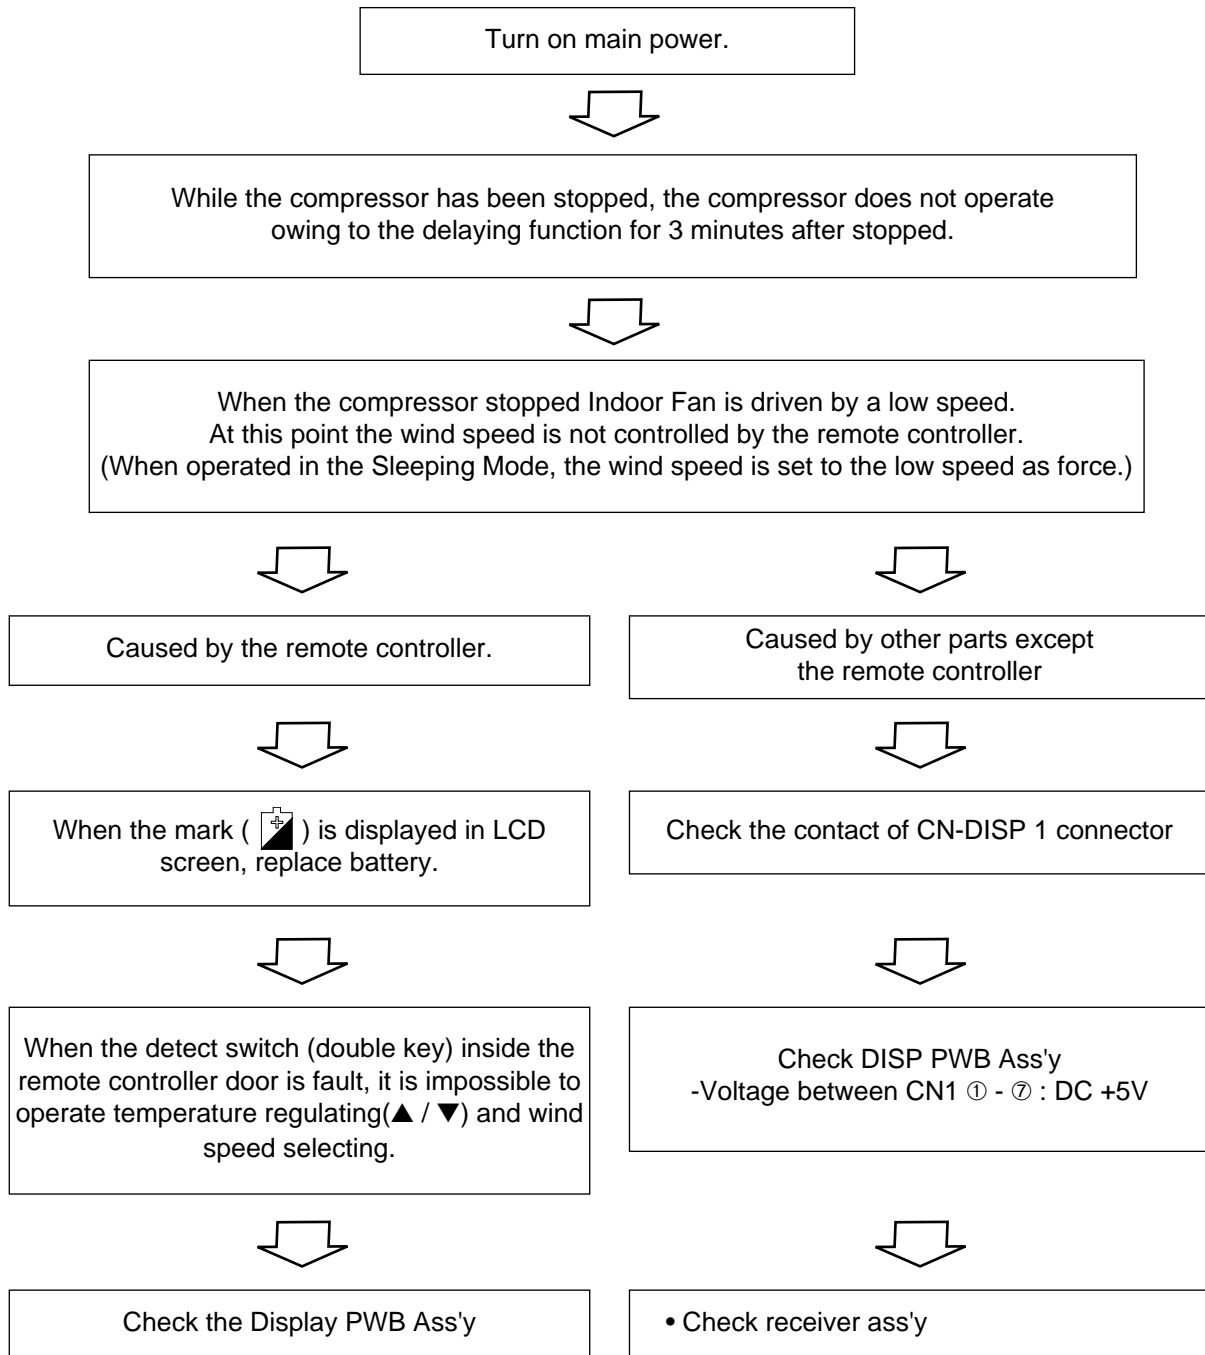 Turn on main power.
While the compressor has been stopped, the compressor does not operate
owing to the delaying function for 3 minutes after stopped.
When the compressor stopped Indoor Fan is driven by a low speed.
At this point the wind speed is not controlled by the remote controller.
(When operated in the Sleeping Mode, the wind speed is set to the low speed as force.)
Caused by the remote controller.
When the mark ( ) is displayed in LCD
screen, replace battery.
When the detect switch (double key) inside the
remote controller door is fault, it is impossible to
operate temperature regulating(▲ / ▼) and wind
speed selecting.
Check the Display PWB Ass'y
Caused by other parts except
the remote controller
Check the contact of CN-DISP 1 connector
Check DISP PWB Ass'y
-Voltage between CN1 ① - ⑦ : DC +5V
• Check receiver ass'y